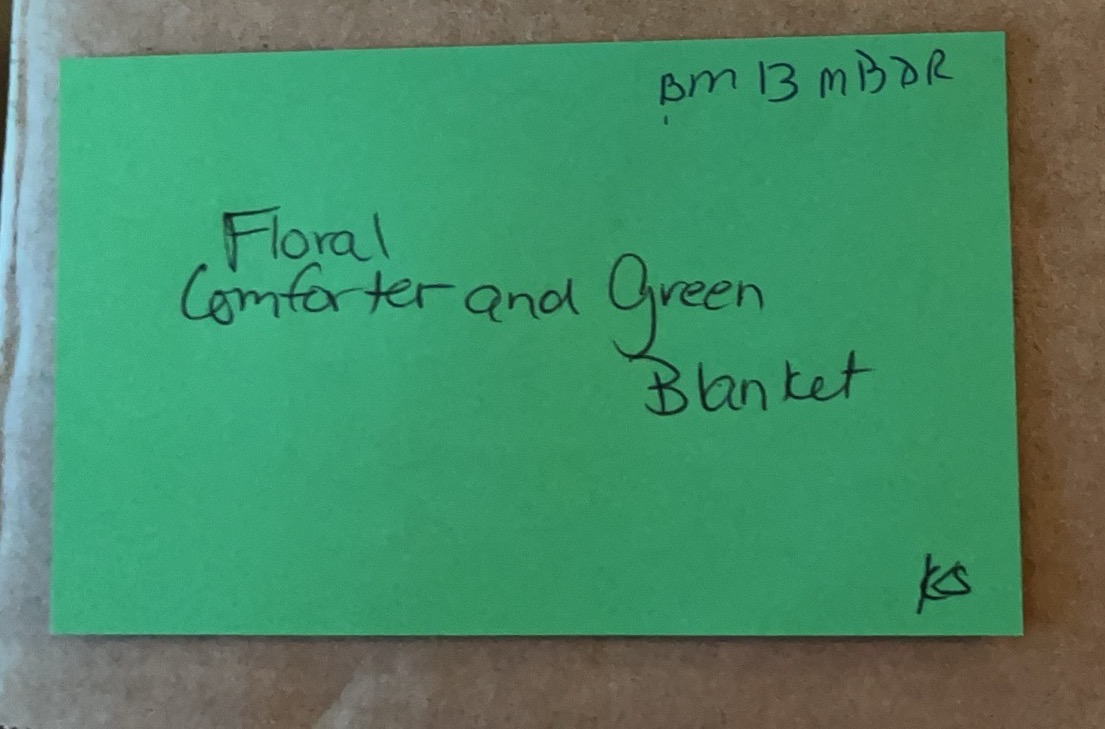 BM 13 MBDR
Floral
Comforter and Green
Blanket
KS